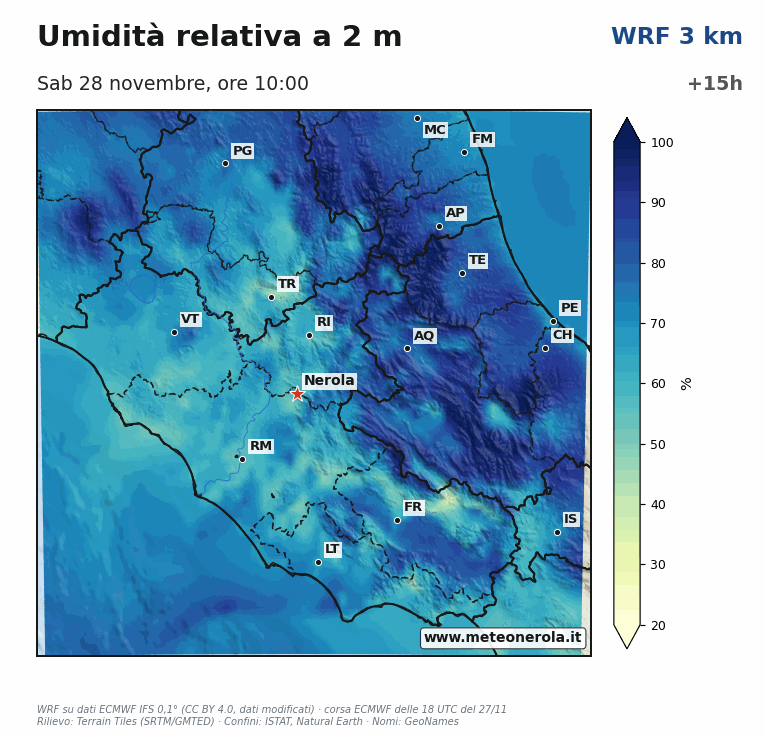 Umidità relativa a 2 m
WRF 3 km
Sab 28 novembre, ore 10:00
+15h
MC
FM
PG
AP
TE
TR
PE
VT
RI
CH
AQ
Nerola
RM
FR
IS
LT
www.meteonerola.it
100
90
80
70
60
50
40
30
20
%
WRF su dati ECMWF IFS 0,1° (CC BY 4.0, dati modificati) · corsa ECMWF delle 18 UTC del 27/11
Rilievo: Terrain Tiles (SRTM/GMTED) · Confini: ISTAT, Natural Earth · Nomi: GeoNames